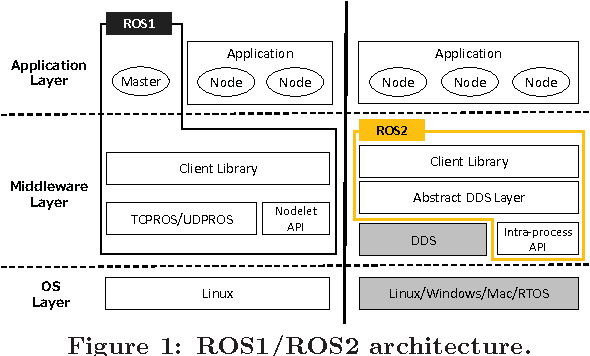 ROS1
Application
Layer
Master
Application
Node
Node
Application
Node
Node
Node
Middleware
Layer
Client Library
TCPROS/UDPROS
Nodelet
API
ROS2
Client Library
Abstract DDS Layer
DDS
Intra-process
API
OS
Layer
Linux
Linux/Windows/Mac/RTOS
Figure 1: ROS1/ROS2 architecture.